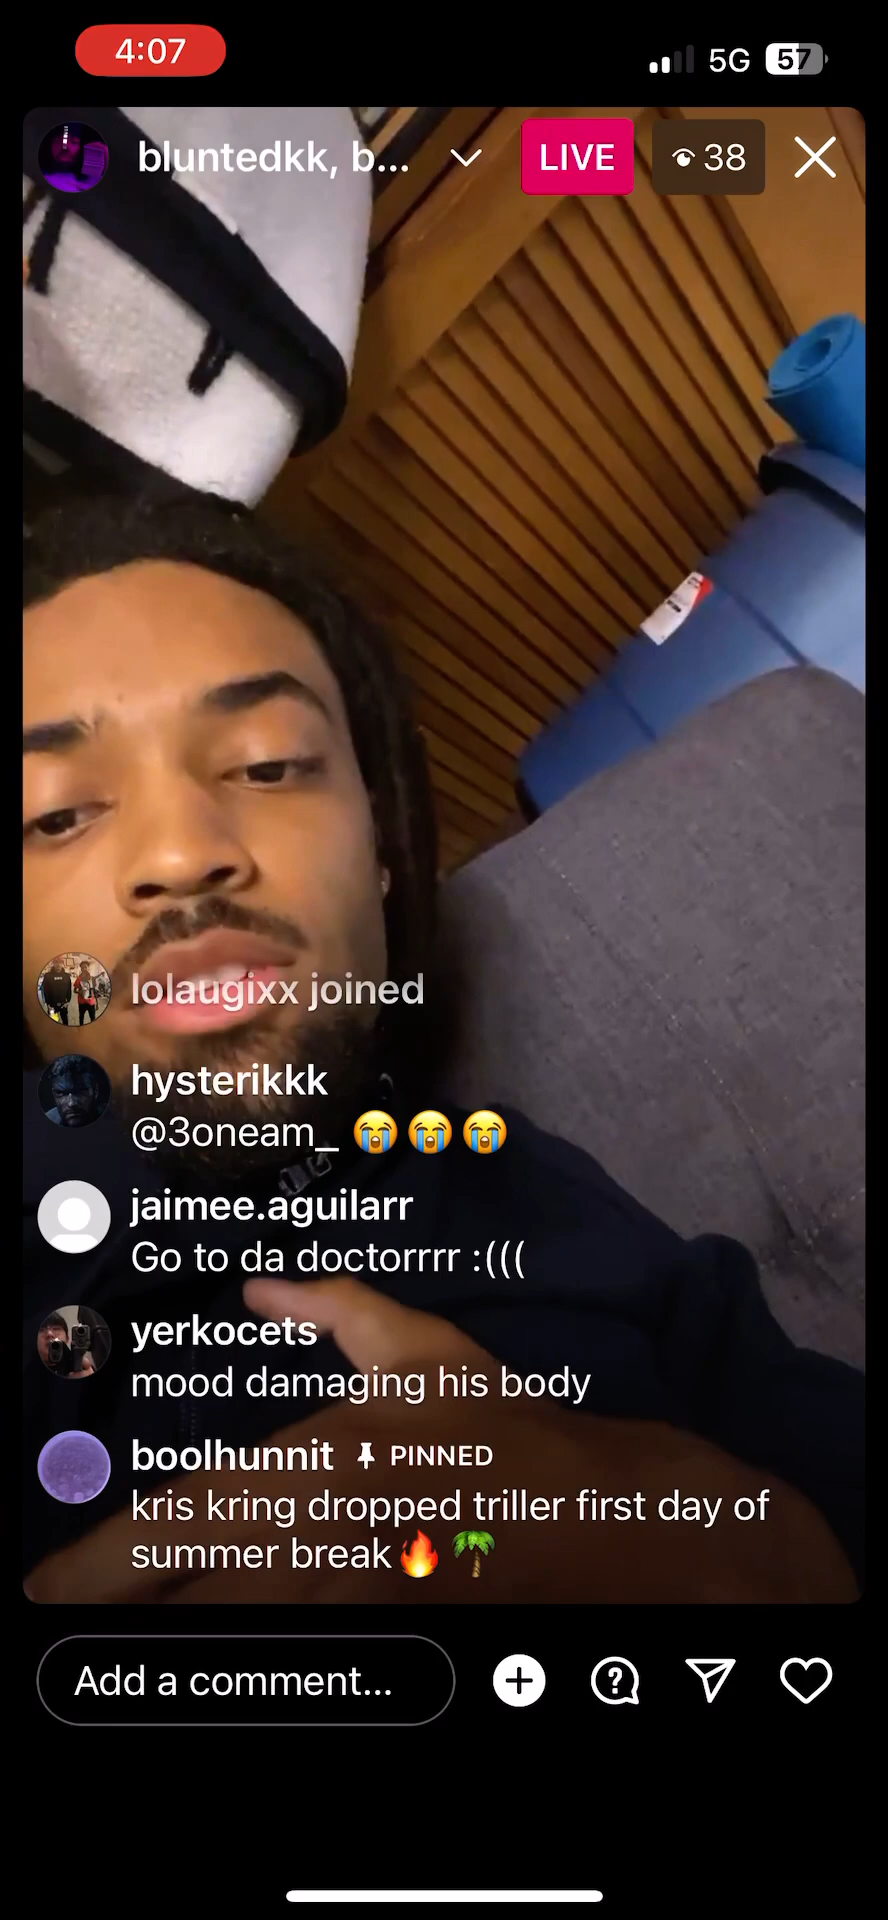 4:07
5G
57
bluntedkk, b...
LIVE
38
lolaugixx joined
hysterikkk
@3oneam_ 😭😭😭
jaimee.aguilarr
Go to da doctorrrr :(((
yerkocets
mood damaging his body
boolhunnit PINNED
kris kring dropped triller first day of
summer break🔥🌴
Add a comment...